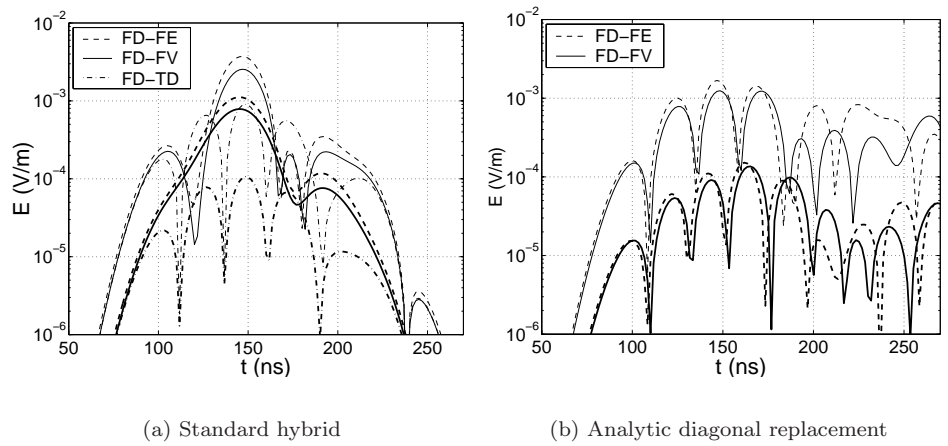 10⁻²
10⁻³
10⁻⁴
10⁻⁵
10⁻⁶
E (V/m)
FD–FE
FD–FV
FD–TD
50 100 150 200 250
t (ns)
(a) Standard hybrid
10⁻²
10⁻³
10⁻⁴
10⁻⁵
10⁻⁶
E (V/m)
FD–FE
FD–FV
50 100 150 200 250
t (ns)
(b) Analytic diagonal replacement